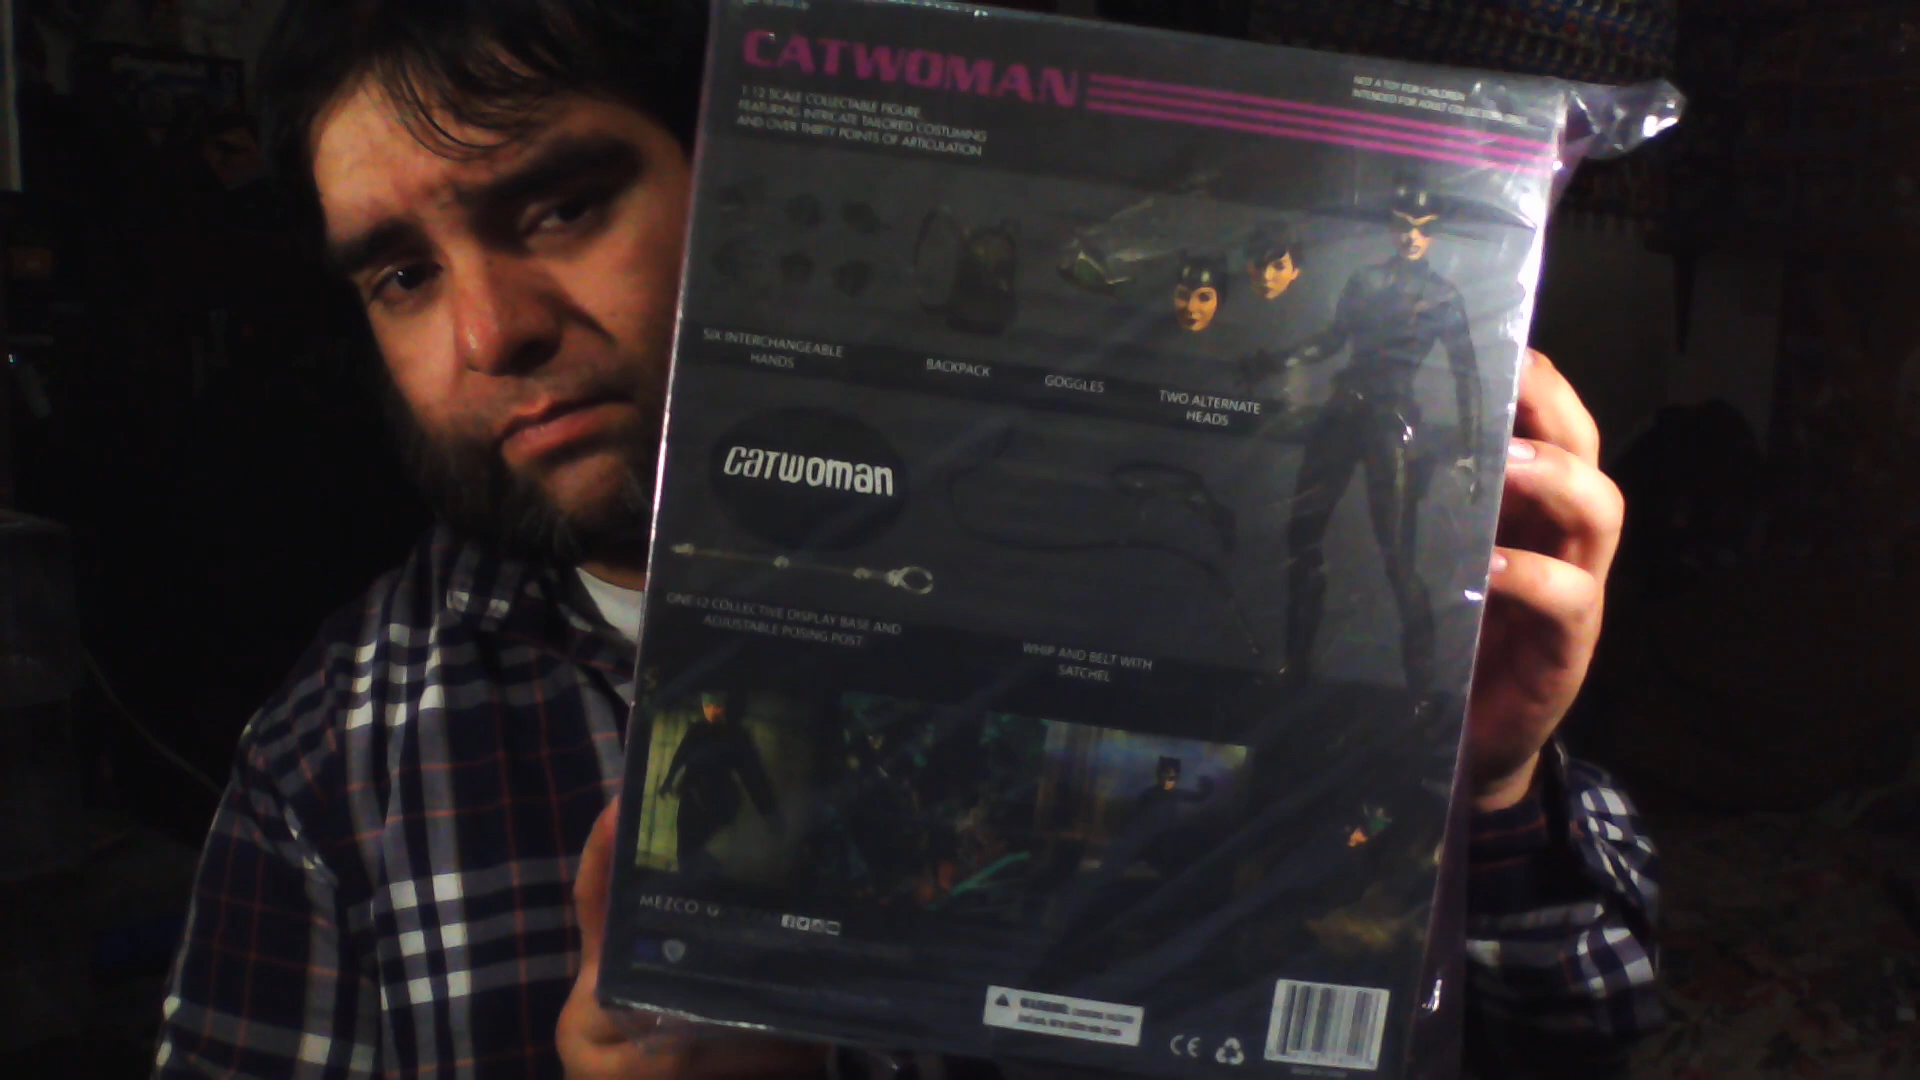 CATWOMAN
1:12 SCALE COLLECTABLE FIGURE
FEATURING INTRICATE TAILORED COSTUMING
AND OVER THIRTY POINTS OF ARTICULATION
NOT A TOY FOR CHILDREN
INTENDED FOR ADULT COLLECTORS ONLY
SIX INTERCHANGEABLE
HANDS
BACKPACK
GOGGLES
TWO ALTERNATE
HEADS
CATWOMAN
ONE:12 COLLECTIVE DISPLAY BASE AND
ADJUSTABLE POSING POST
WHIP AND BELT WITH
SATCHEL
MEZCO
WARNING:
CE